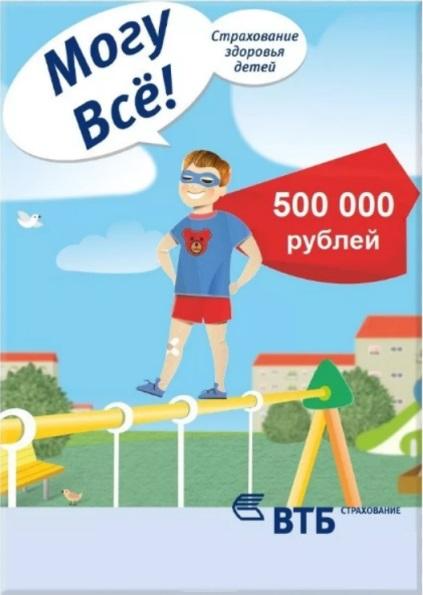 Могу
Всё!
Страхование
здоровья
детей
500 000
рублей
ВТБ СТРАХОВАНИЕ